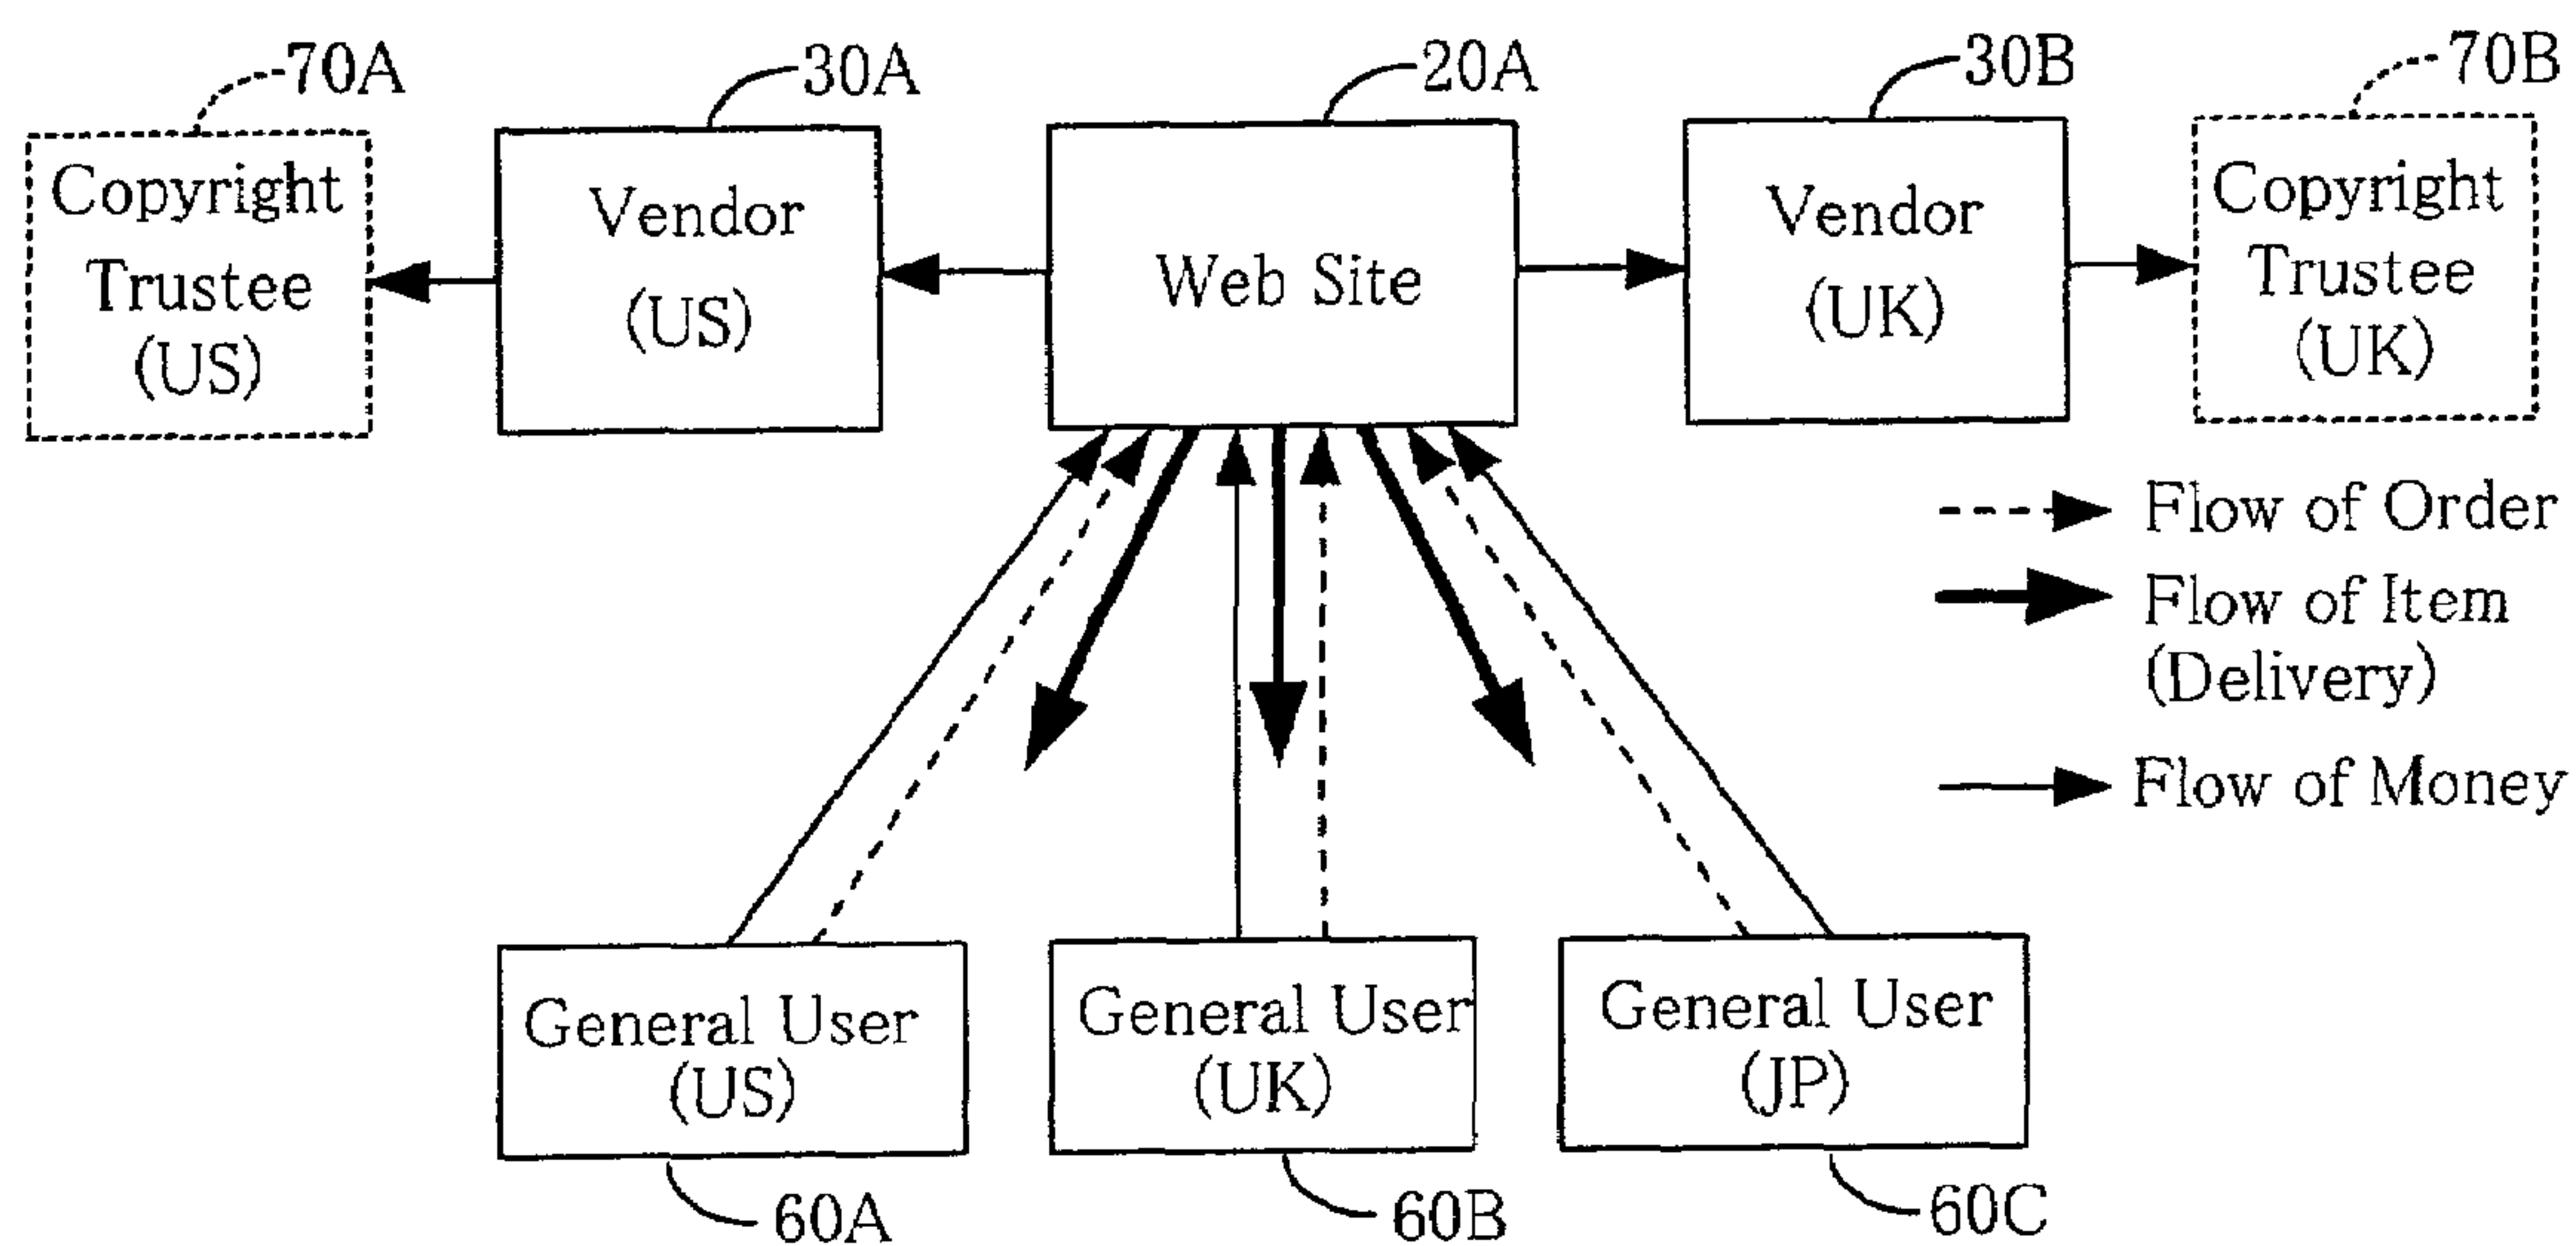 70A
30A
20A
30B
70B
Copyright
Trustee
(US)
Vendor
(US)
Web Site
Vendor
(UK)
Copyright
Trustee
(UK)
Flow of Order
Flow of Item
(Delivery)
Flow of Money
General User
(US)
General User
(UK)
General User
(JP)
60A
60B
60C